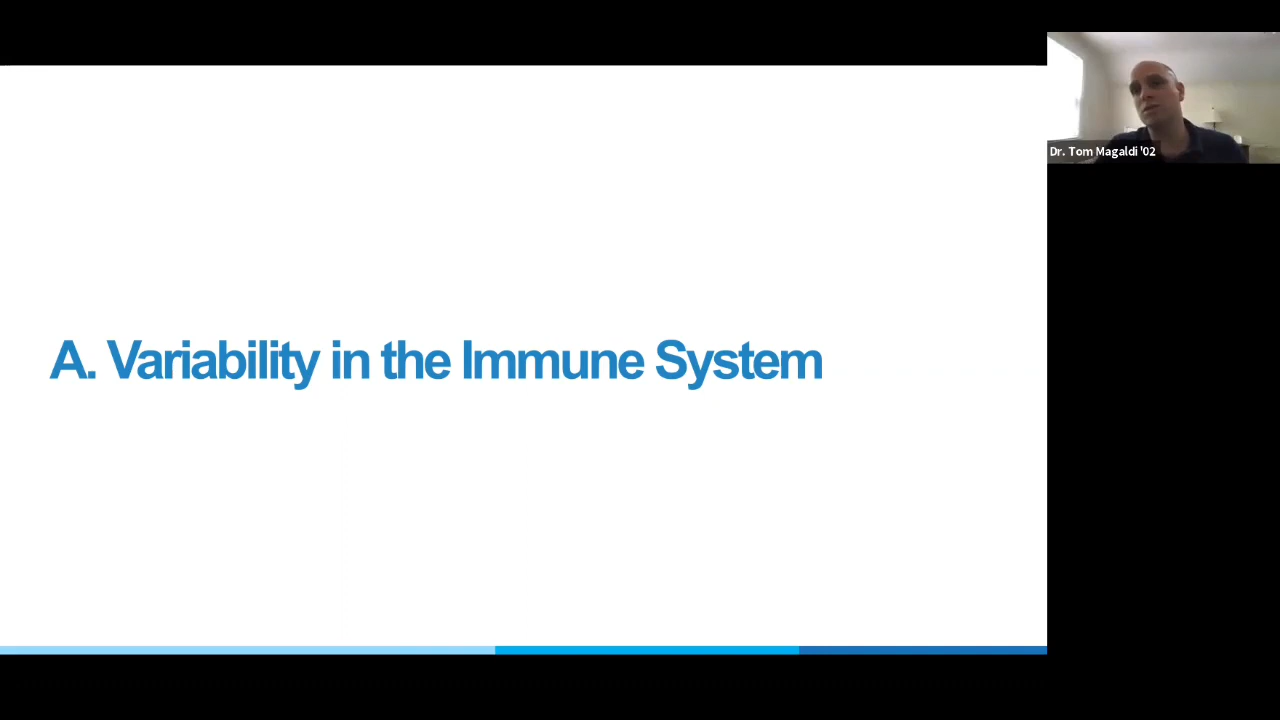 Dr. Tom Magaldi '02
A. Variability in the Immune System